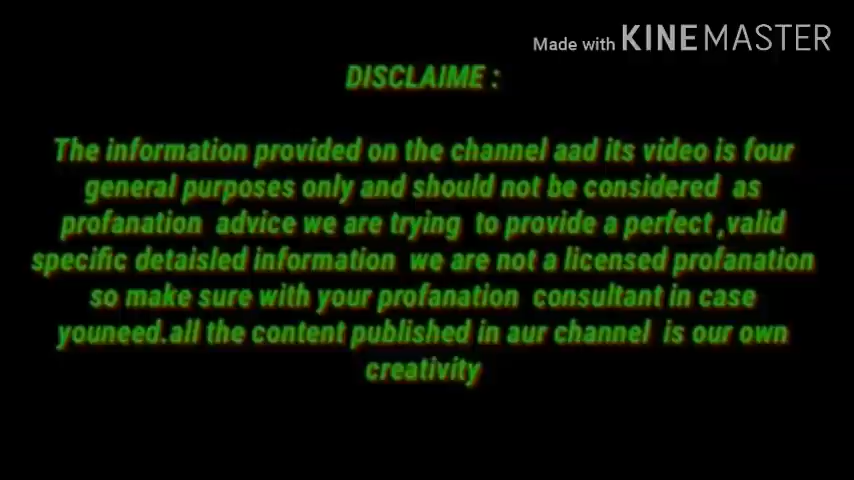 Made with KINEMASTER
DISCLAIME :
The information provided on the channel aad its video is four
general purposes only and should not be considered as
profanation advice we are trying to provide a perfect ,valid
specific detaisled information we are not a licensed profanation
so make sure with your profanation consultant in case
youneed.all the content published in aur channel is our own
creativity